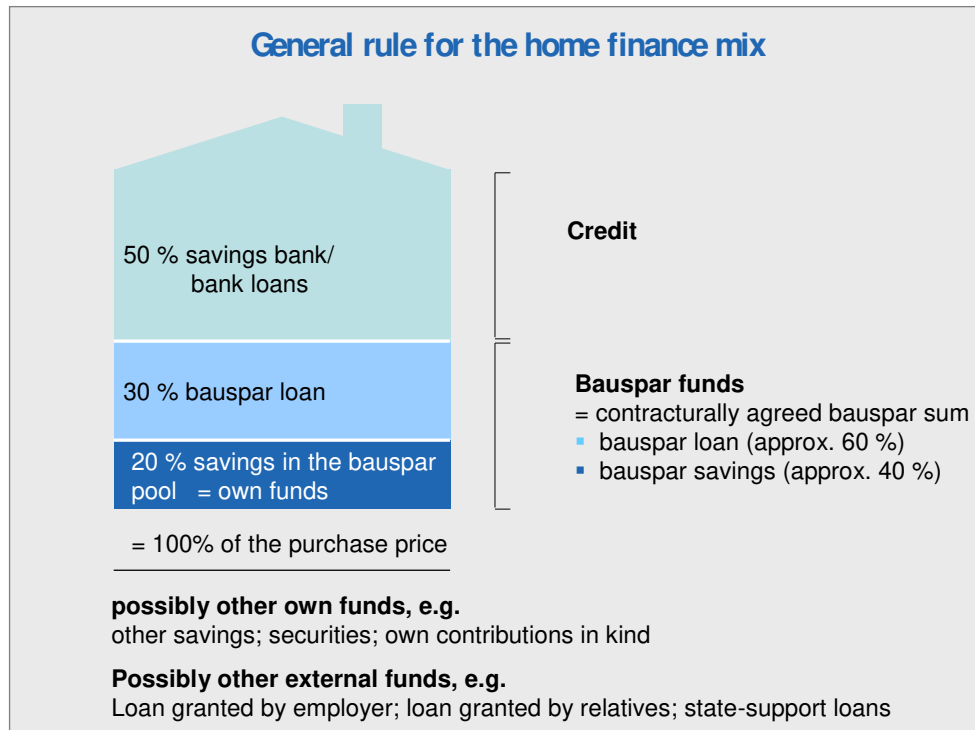 General rule for the home finance mix
50 % savings bank/
bank loans
Credit
30 % bauspar loan
Bauspar funds
= contracturally agreed bauspar sum
▪ bauspar loan (approx. 60 %)
▪ bauspar savings (approx. 40 %)
20 % savings in the bauspar
pool = own funds
= 100% of the purchase price
possibly other own funds, e.g.
other savings; securities; own contributions in kind
Possibly other external funds, e.g.
Loan granted by employer; loan granted by relatives; state-support loans